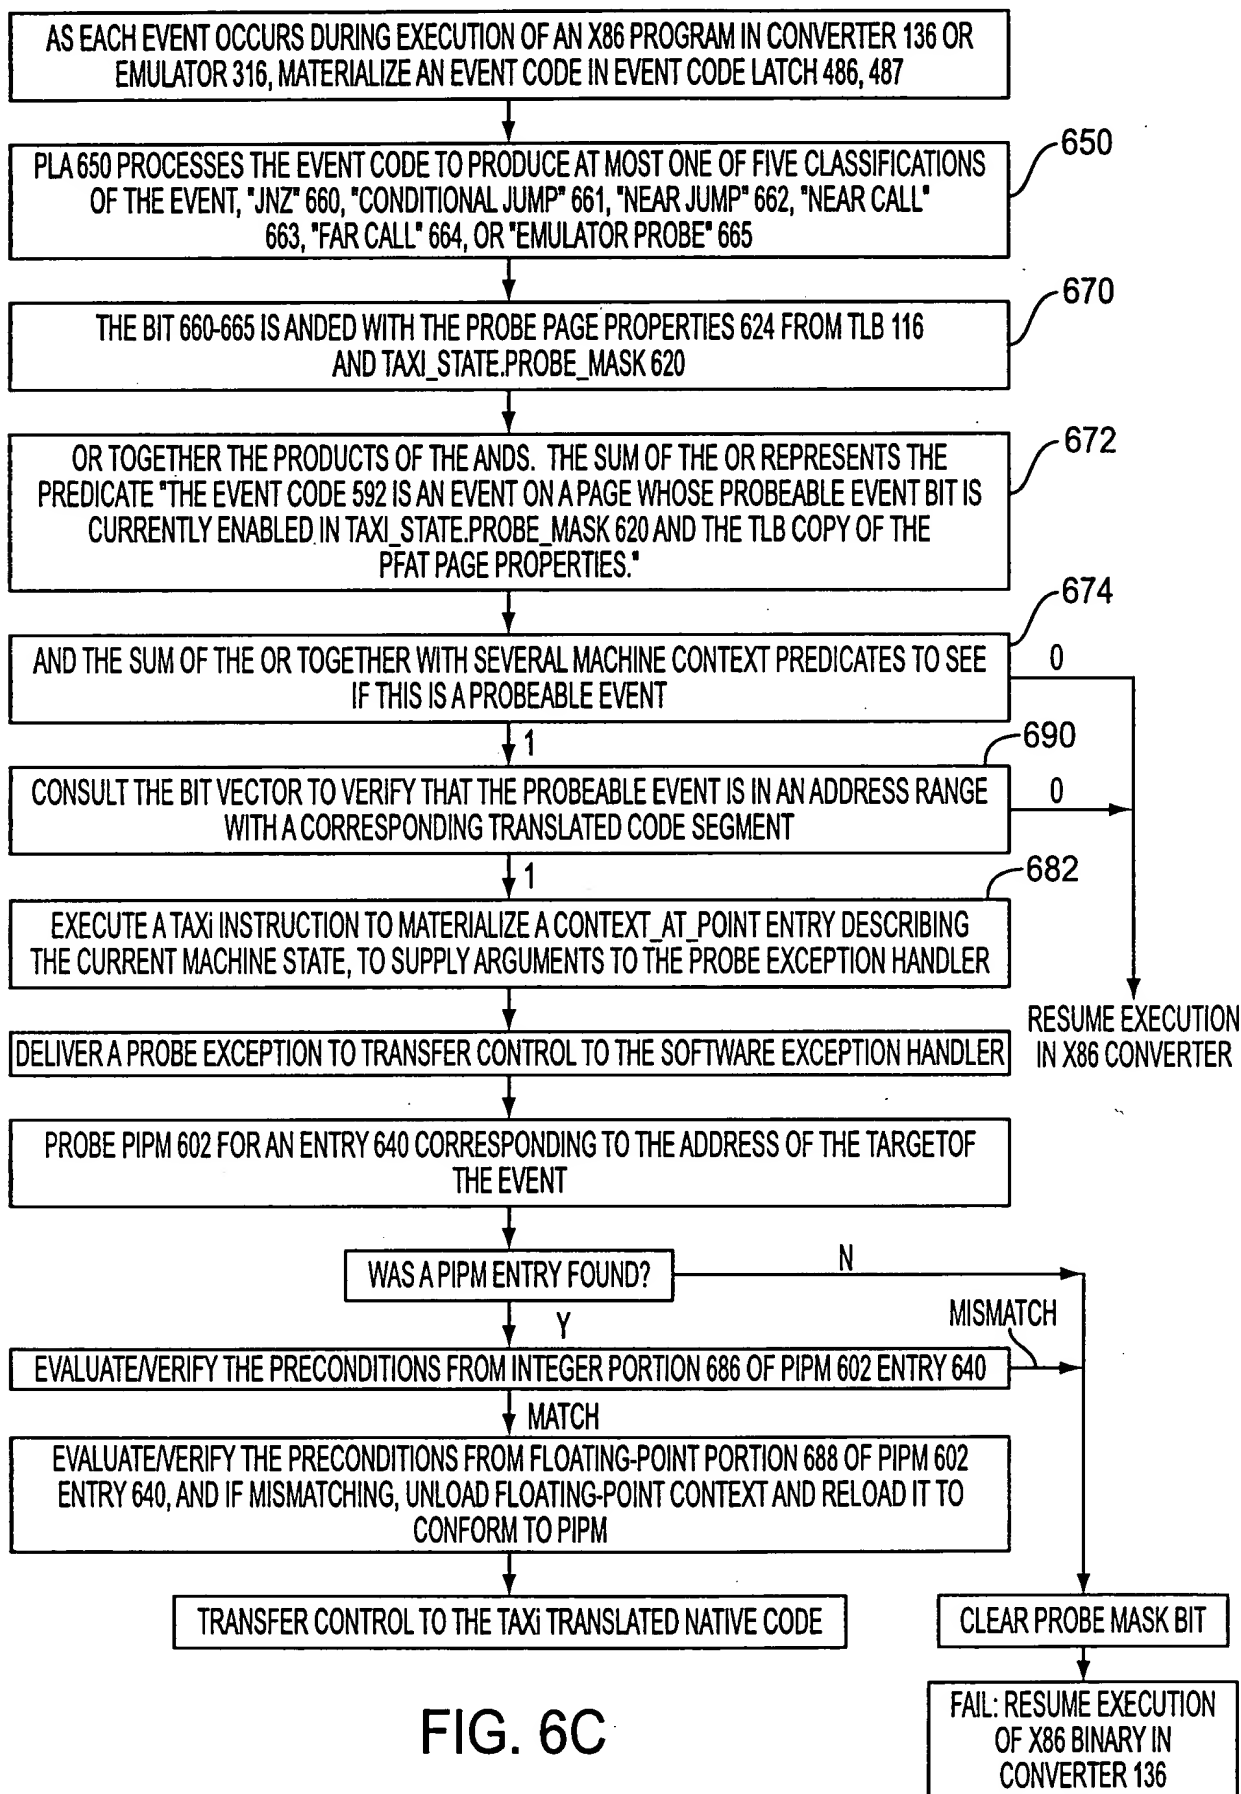 AS EACH EVENT OCCURS DURING EXECUTION OF AN X86 PROGRAM IN CONVERTER 136 OR
EMULATOR 316, MATERIALIZE AN EVENT CODE IN EVENT CODE LATCH 486, 487
650
PLA 650 PROCESSES THE EVENT CODE TO PRODUCE AT MOST ONE OF FIVE CLASSIFICATIONS
OF THE EVENT, "JNZ" 660, "CONDITIONAL JUMP" 661, "NEAR JUMP" 662, "NEAR CALL"
663, "FAR CALL" 664, OR "EMULATOR PROBE" 665
670
THE BIT 660-665 IS ANDED WITH THE PROBE PAGE PROPERTIES 624 FROM TLB 116
AND TAXI_STATE.PROBE_MASK 620
672
OR TOGETHER THE PRODUCTS OF THE ANDS. THE SUM OF THE OR REPRESENTS THE
PREDICATE "THE EVENT CODE 592 IS AN EVENT ON A PAGE WHOSE PROBEABLE EVENT BIT IS
CURRENTLY ENABLED IN TAXI_STATE.PROBE_MASK 620 AND THE TLB COPY OF THE
PFAT PAGE PROPERTIES."
674
AND THE SUM OF THE OR TOGETHER WITH SEVERAL MACHINE CONTEXT PREDICATES TO SEE
IF THIS IS A PROBEABLE EVENT
0
1
690
CONSULT THE BIT VECTOR TO VERIFY THAT THE PROBEABLE EVENT IS IN AN ADDRESS RANGE
WITH A CORRESPONDING TRANSLATED CODE SEGMENT
0
1
682
EXECUTE A TAXi INSTRUCTION TO MATERIALIZE A CONTEXT_AT_POINT ENTRY DESCRIBING
THE CURRENT MACHINE STATE, TO SUPPLY ARGUMENTS TO THE PROBE EXCEPTION HANDLER
RESUME EXECUTION
IN X86 CONVERTER
DELIVER A PROBE EXCEPTION TO TRANSFER CONTROL TO THE SOFTWARE EXCEPTION HANDLER
PROBE PIPM 602 FOR AN ENTRY 640 CORRESPONDING TO THE ADDRESS OF THE TARGETOF
THE EVENT
WAS A PIPM ENTRY FOUND?
N
Y
MISMATCH
EVALUATE/VERIFY THE PRECONDITIONS FROM INTEGER PORTION 686 OF PIPM 602 ENTRY 640
MATCH
EVALUATE/VERIFY THE PRECONDITIONS FROM FLOATING-POINT PORTION 688 OF PIPM 602
ENTRY 640, AND IF MISMATCHING, UNLOAD FLOATING-POINT CONTEXT AND RELOAD IT TO
CONFORM TO PIPM
TRANSFER CONTROL TO THE TAXi TRANSLATED NATIVE CODE
CLEAR PROBE MASK BIT
FAIL: RESUME EXECUTION
OF X86 BINARY IN
CONVERTER 136
FIG. 6C